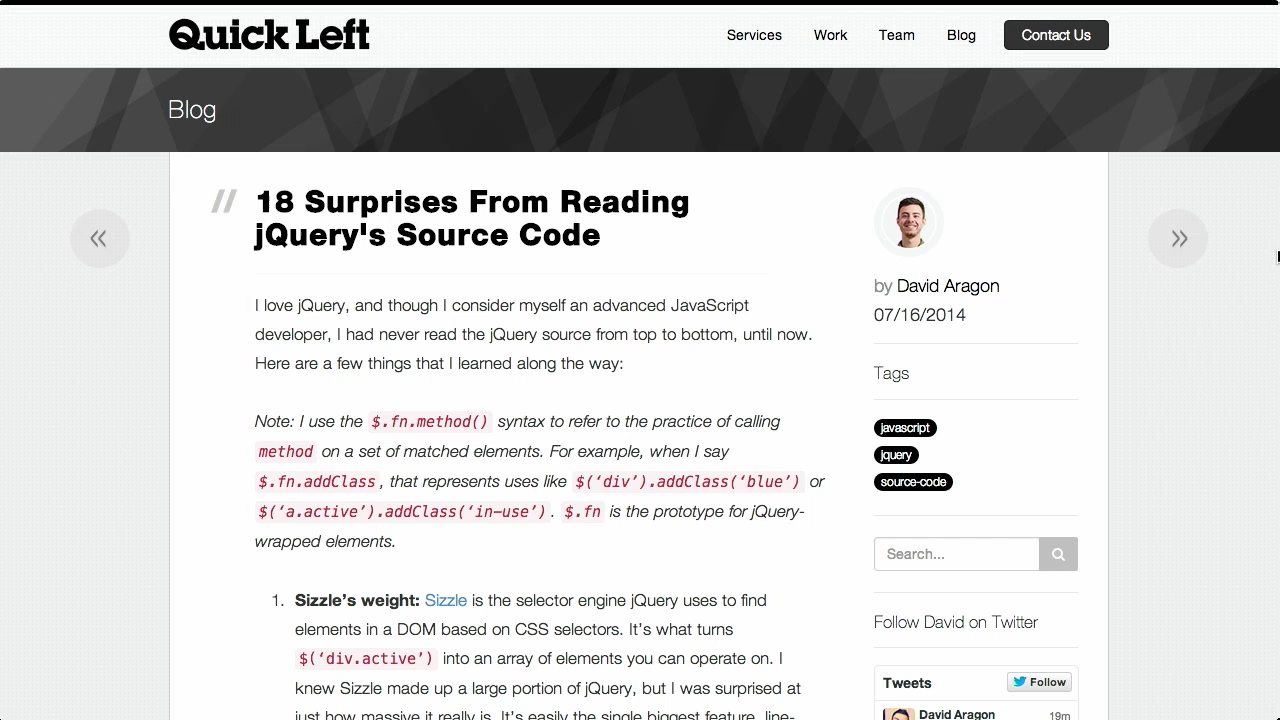 Quick Left
Services Work Team Blog Contact Us
Blog
// 18 Surprises From Reading
jQuery's Source Code
I love jQuery, and though I consider myself an advanced JavaScript
developer, I had never read the jQuery source from top to bottom, until now.
Here are a few things that I learned along the way:
Note: I use the $.fn.method() syntax to refer to the practice of calling
method on a set of matched elements. For example, when I say
$.fn.addClass, that represents uses like $(‘div’).addClass(‘blue’) or
$(‘a.active’).addClass(‘in-use’). $.fn is the prototype for jQuery-
wrapped elements.
1. Sizzle’s weight: Sizzle is the selector engine jQuery uses to find
elements in a DOM based on CSS selectors. It's what turns
$(‘div.active’) into an array of elements you can operate on. I
knew Sizzle made up a large portion of jQuery, but I was surprised at
just how massive it really is. It's easily the single biggest feature, line-
by David Aragon
07/16/2014
Tags
javascript
jquery
source-code
Search...
Follow David on Twitter
Tweets Follow
David Aragon 19m